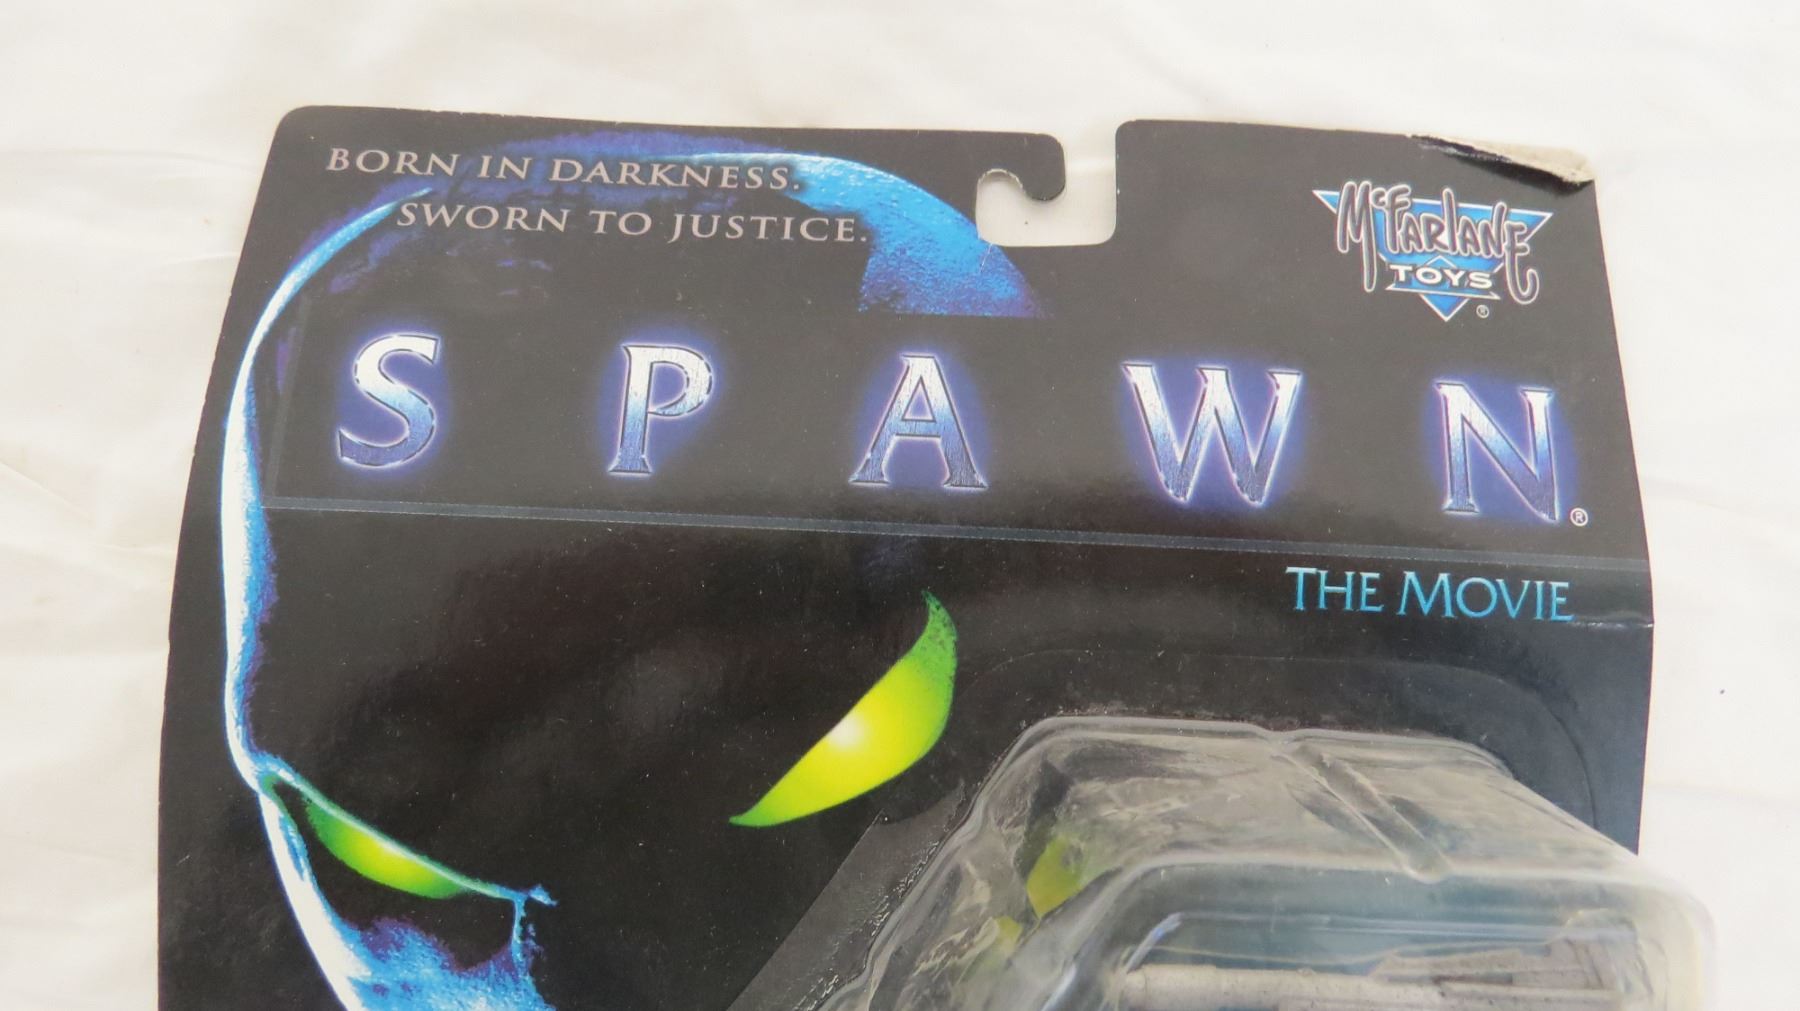 BORN IN DARKNESS.
SWORN TO JUSTICE.
McFARLANE
TOYS®
SPAWN®
THE MOVIE